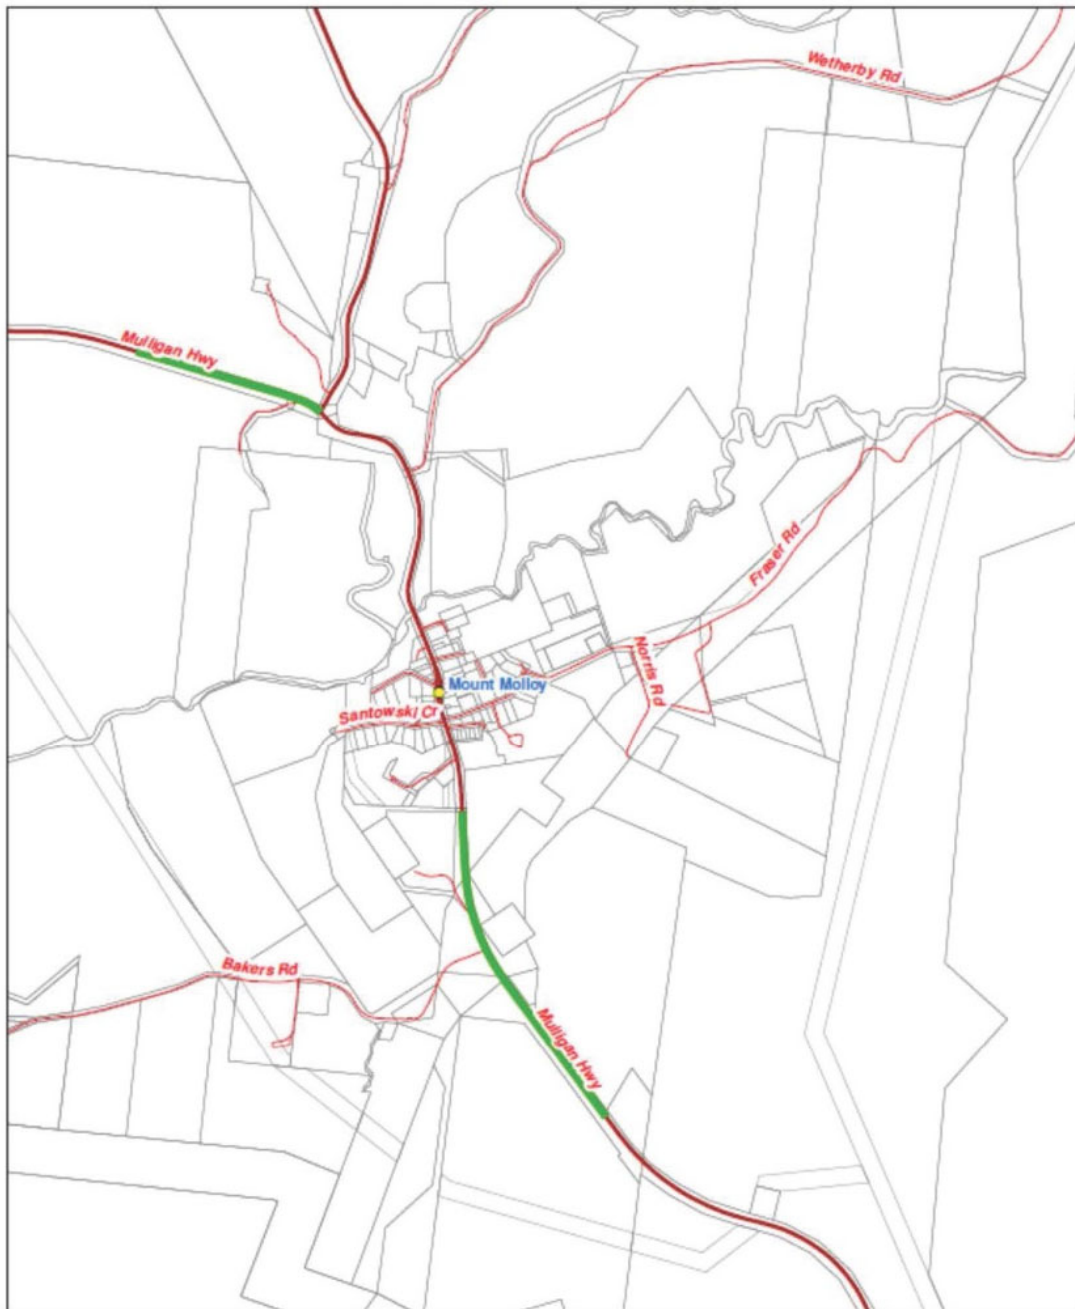 Wetherby Rd
Mulligan Hwy
Fraser Rd
Norris Rd
Mount Molloy
Santowski Cr
Bakers Rd
Mulligan Hwy